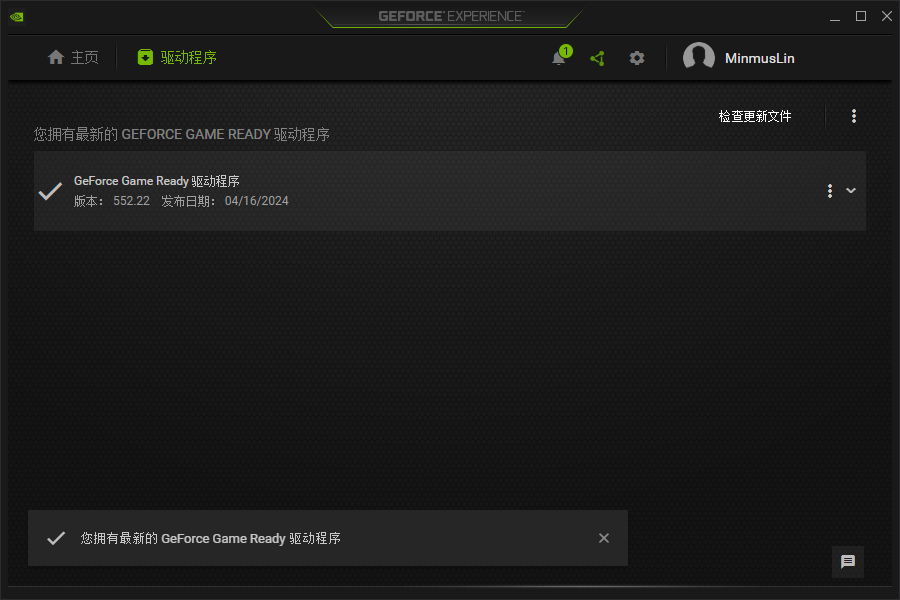 GEFORCE® EXPERIENCE™
主页
驱动程序
1
MinmusLin
检查更新文件
您拥有最新的 GEFORCE GAME READY 驱动程序
GeForce Game Ready 驱动程序
版本： 552.22 发布日期： 04/16/2024
您拥有最新的 GeForce Game Ready 驱动程序